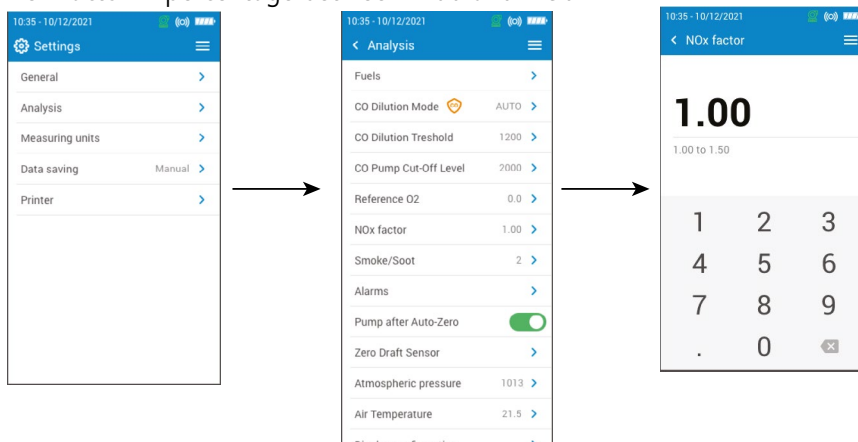 10:35 - 10/12/2021
Settings
General
Analysis
Measuring units
Data saving Manual
Printer
10:35 - 10/12/2021
Analysis
Fuels
CO Dilution Mode AUTO
CO Dilution Treshold 1200
CO Pump Cut-Off Level 2000
Reference O2 0.0
NOx factor 1.00
Smoke/Soot 2
Alarms
Pump after Auto-Zero
Zero Draft Sensor
Atmospheric pressure 1013
Air Temperature 21.5
10:35 - 10/12/2021
NOx factor
1.00
1.00 to 1.50
1 2 3
4 5 6
7 8 9
. 0